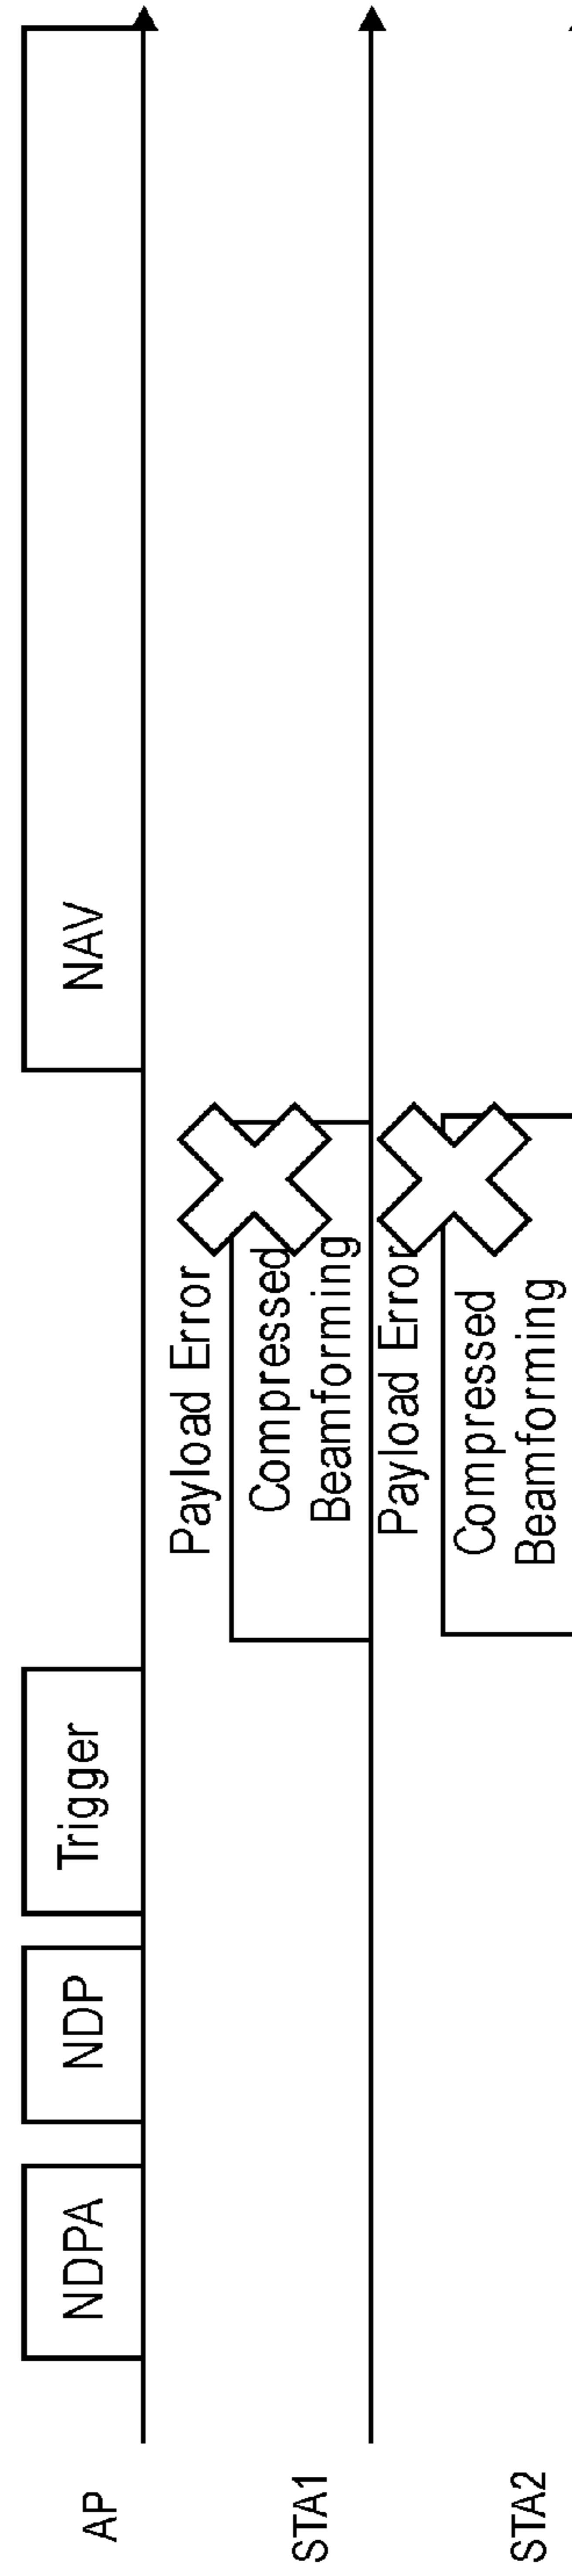 AP
NDPA
NDP
Trigger
NAV
STA1
Payload Error
Compressed
Beamforming
STA2
Payload Error
Compressed
Beamforming